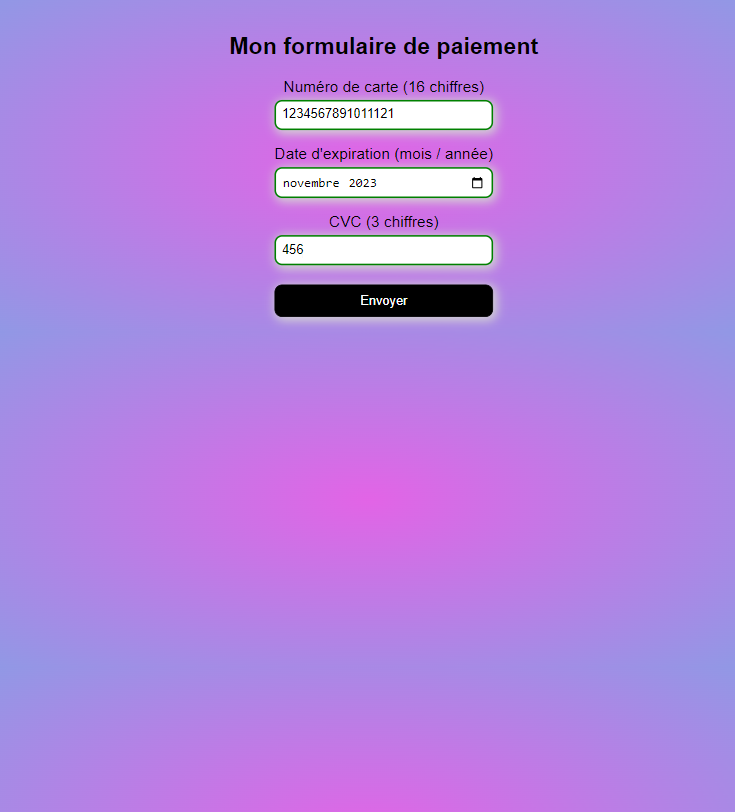 Mon formulaire de paiement
Numéro de carte (16 chiffres)
1234567891011121
Date d'expiration (mois / année)
novembre 2023
CVC (3 chiffres)
456
Envoyer